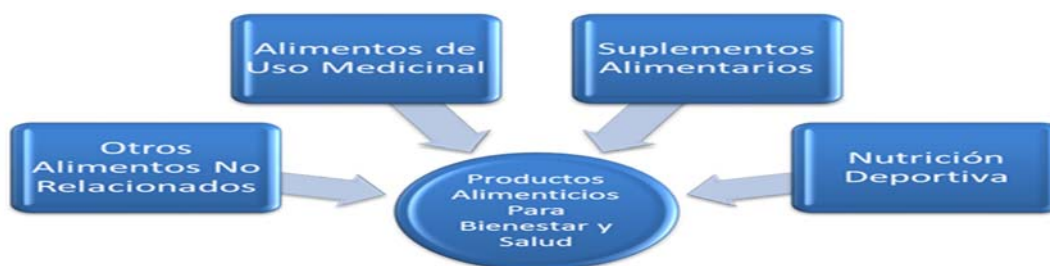 Alimentos de
Uso Medicinal
Suplementos
Alimentarios
Otros
Alimentos No
Relacionados
Nutrición
Deportiva
Productos
Alimenticios
Para
Bienestar y
Salud